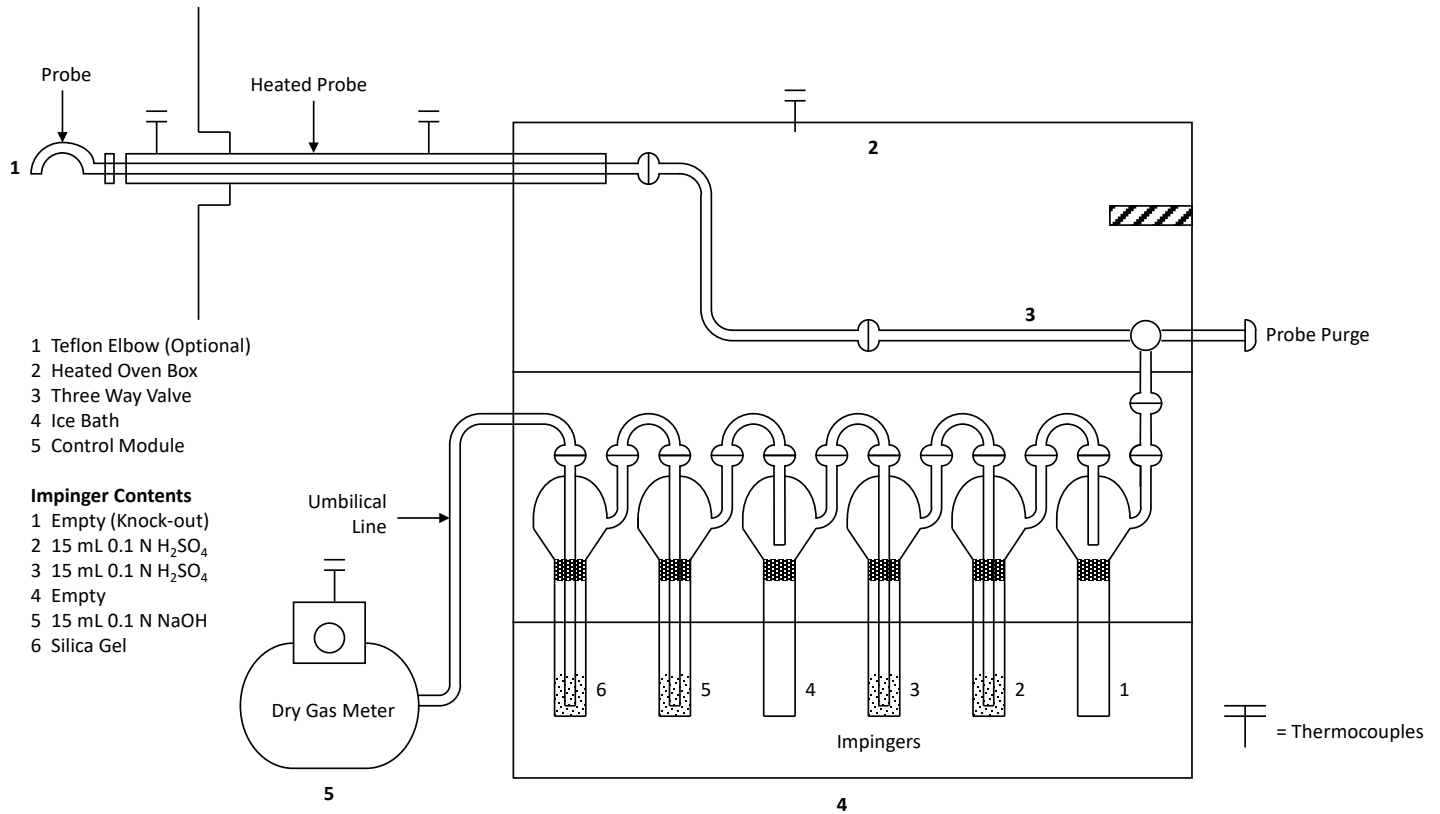 Probe
Heated Probe
1
2
3
Probe Purge
1 Teflon Elbow (Optional)
2 Heated Oven Box
3 Three Way Valve
4 Ice Bath
5 Control Module
Impinger Contents
1 Empty (Knock-out)
2 15 mL 0.1 N H₂SO₄
3 15 mL 0.1 N H₂SO₄
4 Empty
5 15 mL 0.1 N NaOH
6 Silica Gel
Umbilical
Line
Dry Gas Meter
5
6 5 4 3 2 1
Impingers
4
= Thermocouples